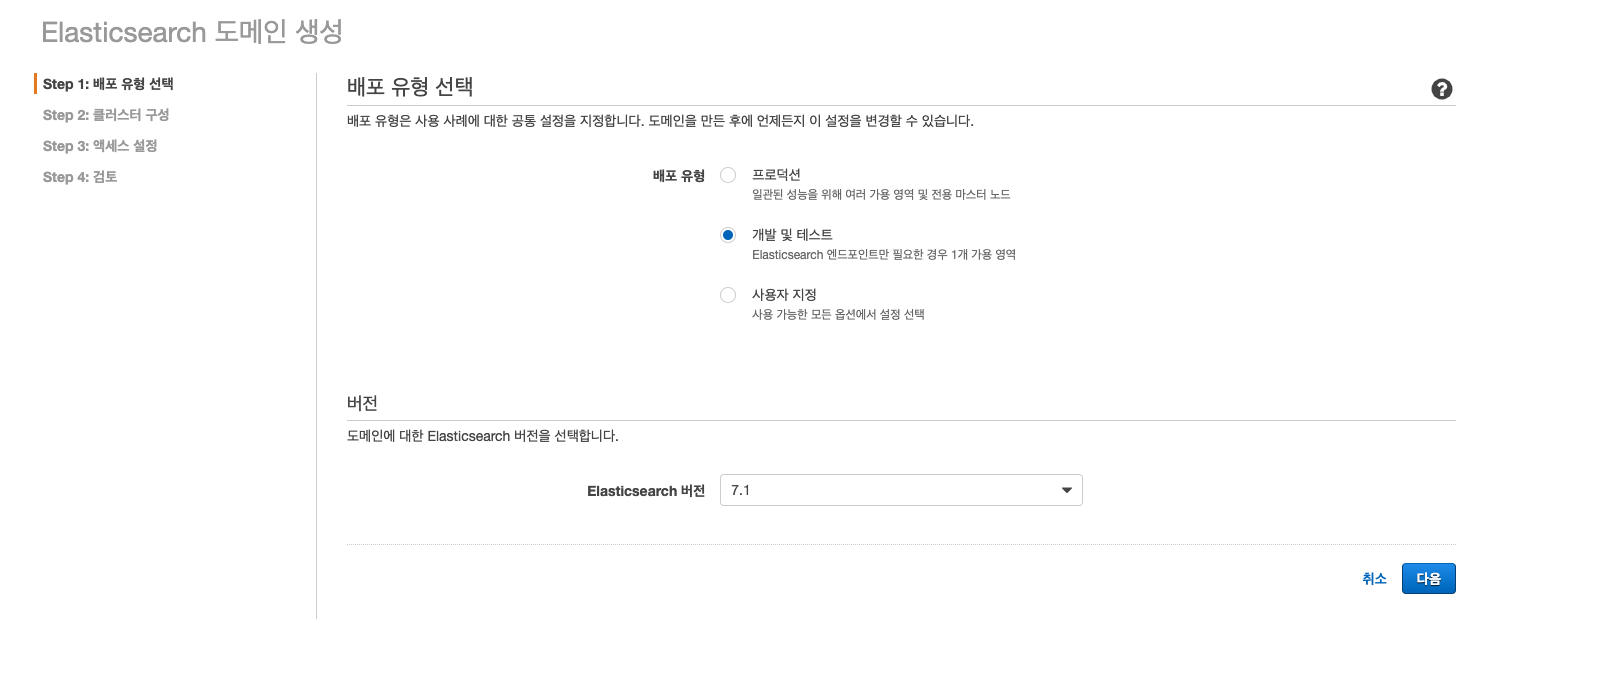 Elasticsearch 도메인 생성
Step 1: 배포 유형 선택
Step 2: 클러스터 구성
Step 3: 액세스 설정
Step 4: 검토
배포 유형 선택
?
배포 유형은 사용 사례에 대한 공통 설정을 지정합니다. 도메인을 만든 후에 언제든지 이 설정을 변경할 수 있습니다.
배포 유형
프로덕션
일관된 성능을 위해 여러 가용 영역 및 전용 마스터 노드
개발 및 테스트
Elasticsearch 엔드포인트만 필요한 경우 1개 가용 영역
사용자 지정
사용 가능한 모든 옵션에서 설정 선택
버전
도메인에 대한 Elasticsearch 버전을 선택합니다.
Elasticsearch 버전 7.1
취소 다음